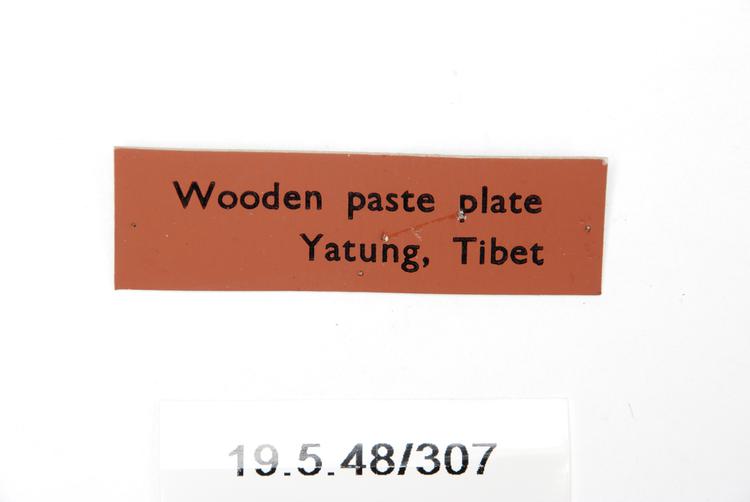 Wooden paste plate
Yatung, Tibet
19.5.48/307